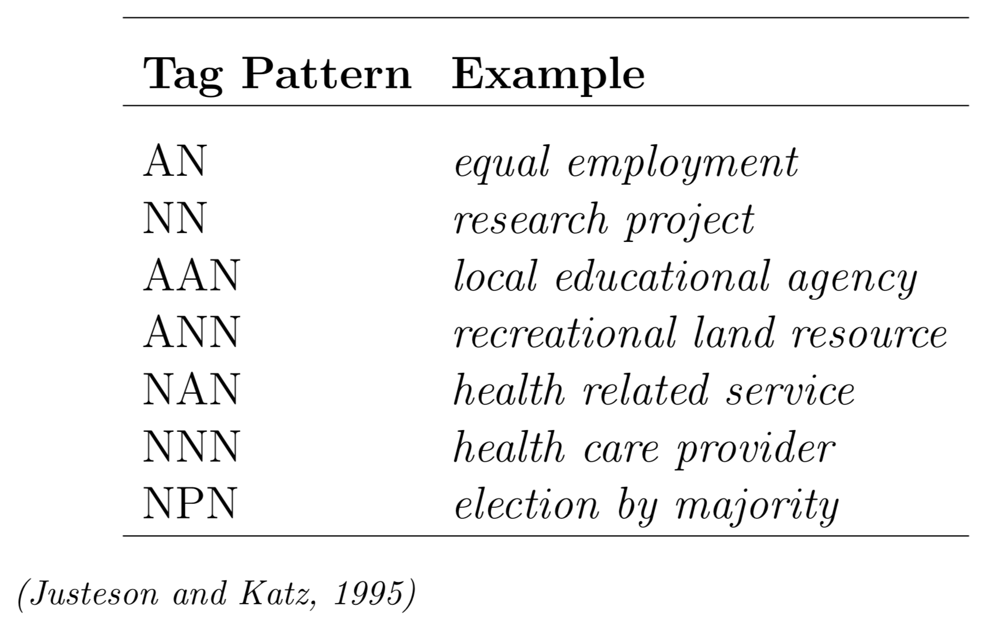 Tag Pattern Example
AN equal employment
NN research project
AAN local educational agency
ANN recreational land resource
NAN health related service
NNN health care provider
NPN election by majority
(Justeson and Katz, 1995)